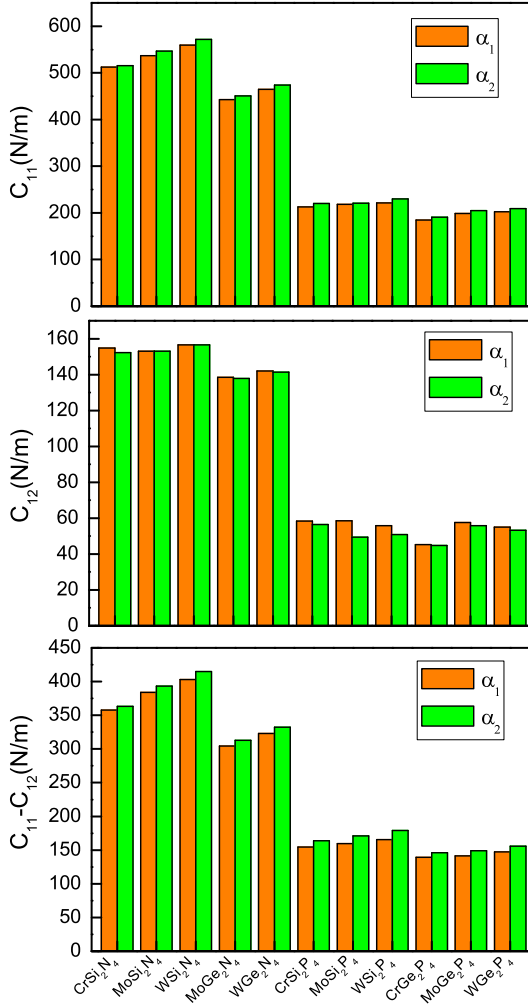 C₁₁(N/m)
600
500
400
300
200
100
0
α₁
α₂
C₁₂(N/m)
160
140
120
100
80
60
40
20
0
α₁
α₂
C₁₁-C₁₂(N/m)
450
400
350
300
250
200
150
100
50
0
α₁
α₂
CrSi₂N₄
MoSi₂N₄
WSi₂N₄
MoGe₂N₄
WGe₂N₄
CrSi₂P₄
MoSi₂P₄
WSi₂P₄
CrGe₂P₄
MoGe₂P₄
WGe₂P₄